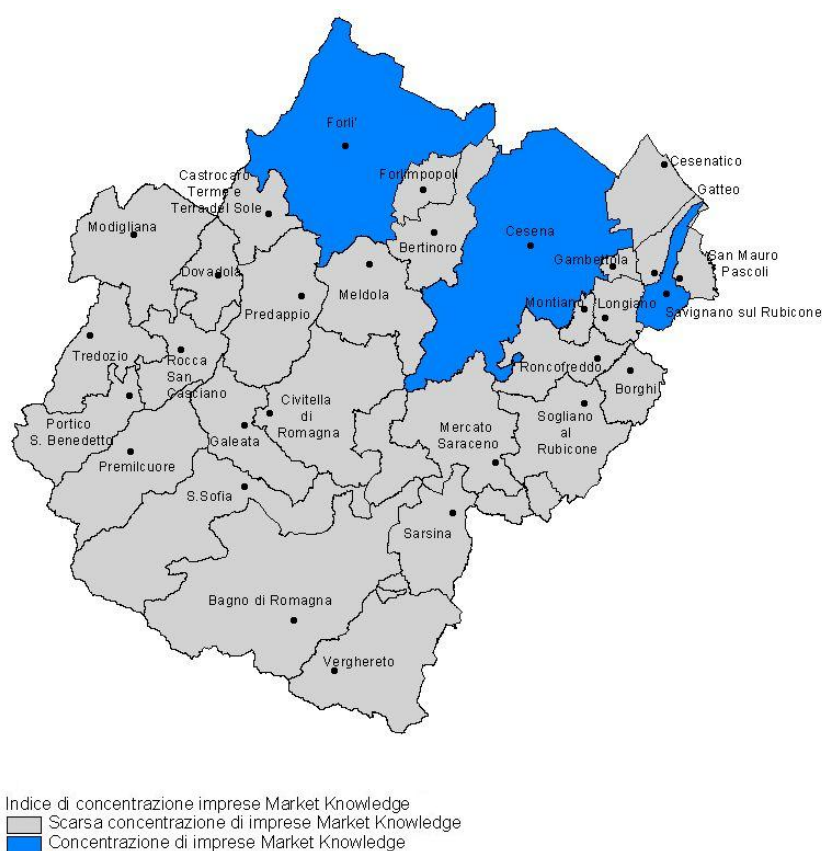 Forli'
Cesenatico
Castrocaro
Terme e
Terra del Sole
Forlimpopoli
Gatteo
Modigliana
Bertinoro
Cesena
Gambettola
San Mauro
Pascoli
Dovadola
Meldola
Predappio
Montiano
Longiano
Savignano sul Rubicone
Tredozio
Rocca
San
Casciano
Roncofreddo
Borghi
Portico
S. Benedetto
Galeata
Civitella
di
Romagna
Mercato
Saraceno
Sogliano
al
Rubicone
Premilcuore
S.Sofia
Sarsina
Bagno di Romagna
Verghereto
Indice di concentrazione imprese Market Knowledge
Scarsa concentrazione di imprese Market Knowledge
Concentrazione di imprese Market Knowledge